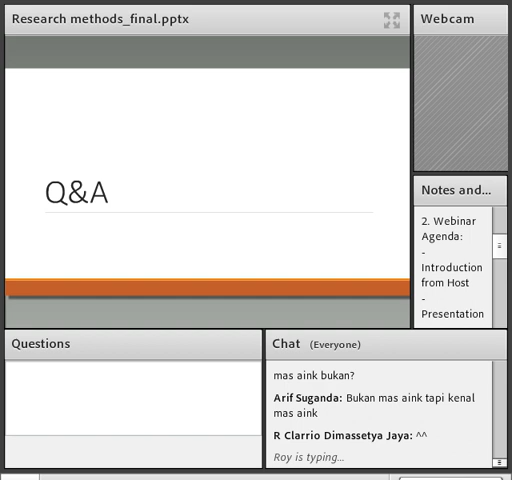 Research methods_final.pptx
Webcam
Q&A
Notes and...
2. Webinar
Agenda:
-
Introduction
from Host
-
Presentation
Questions
Chat (Everyone)
mas aink bukan?
Arif Suganda: Bukan mas aink tapi kenal
mas aink
R Clarrio Dimassetya Jaya: ^^
Roy is typing...